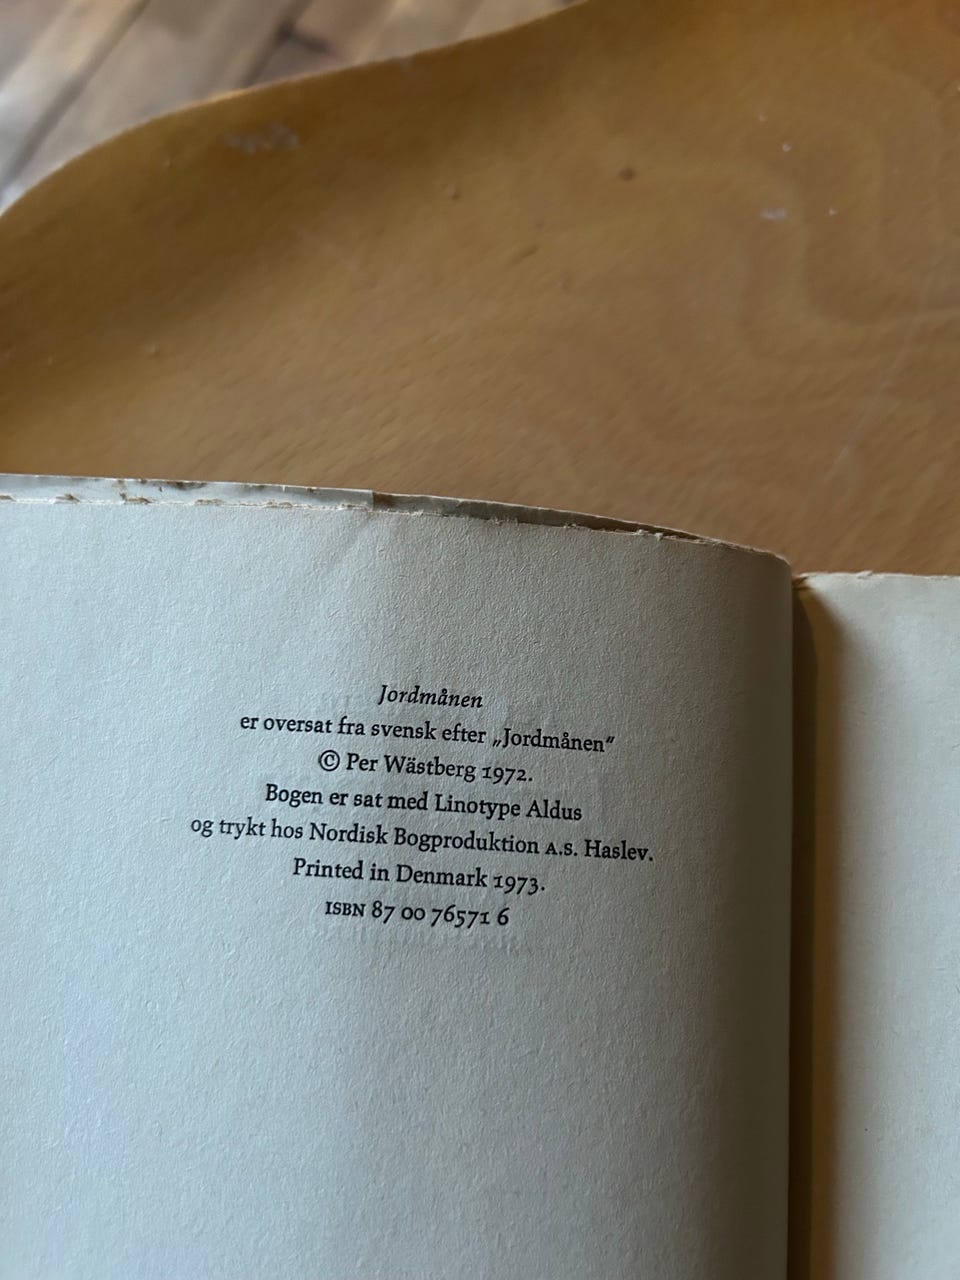 Jordmånen
er oversat fra svensk efter „Jordmånen”
© Per Wästberg 1972.
Bogen er sat med Linotype Aldus
og trykt hos Nordisk Bogproduktion A.S. Haslev.
Printed in Denmark 1973.
ISBN 87 00 76571 6